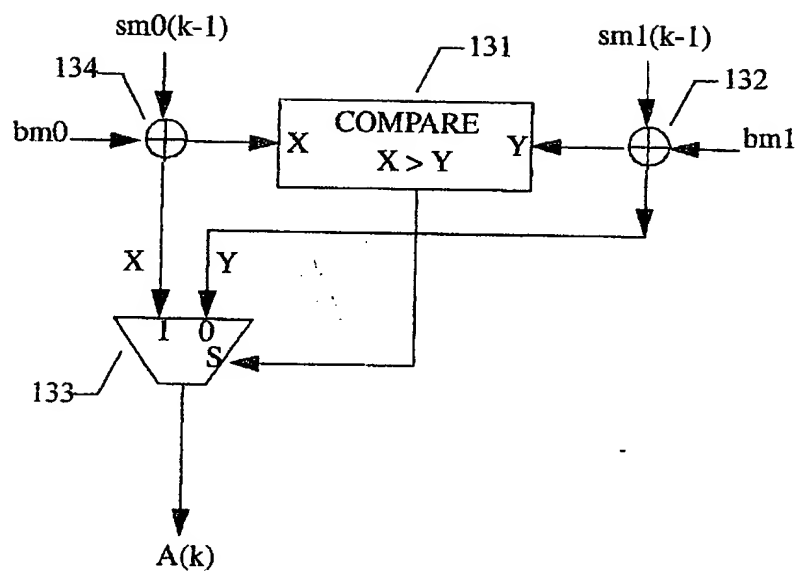 sm0(k-1)
sm1(k-1)
134
131
132
bm0
COMPARE
X > Y
X
Y
bm1
X
Y
1
0
S
133
A(k)